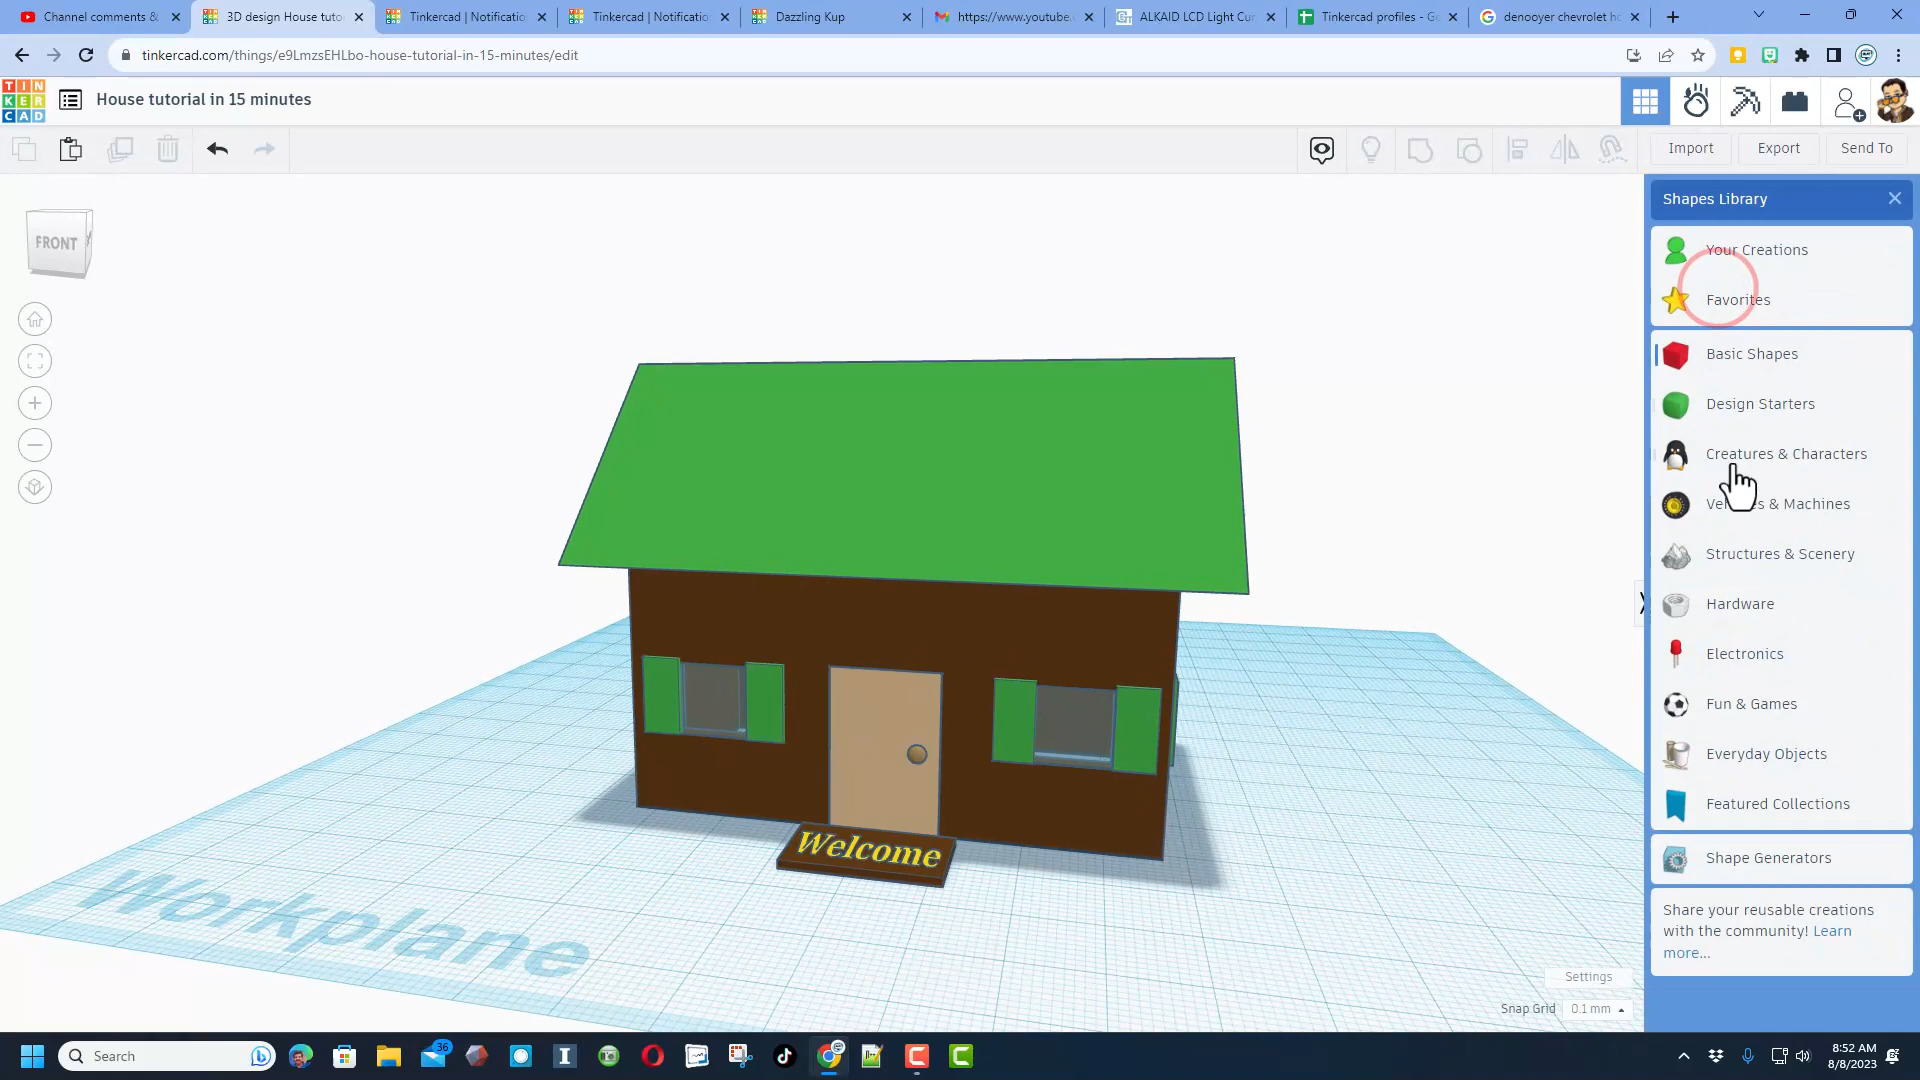 Channel comments &
3D design House tuto
Tinkercad | Notificatio
Tinkercad | Notificatio
Dazzling Kup
https://www.youtube.
ALKAID LCD Light Cur
Tinkercad profiles - G
denooyer chevrolet h
tinkercad.com/things/e9LmzsEHLbo-house-tutorial-in-15-minutes/edit
TIN
KER
CAD
House tutorial in 15 minutes
Import
Export
Send To
Shapes Library
FRONT
Your Creations
Favorites
Basic Shapes
Design Starters
Creatures & Characters
& Machines
Structures & Scenery
Hardware
Electronics
Fun & Games
Everyday Objects
Featured Collections
Shape Generators
Share your reusable creations
with the community! Learn
more...
Welcome
Workplane
Settings
Snap Grid 0.1 mm
Search
36
8:52 AM
8/8/2023